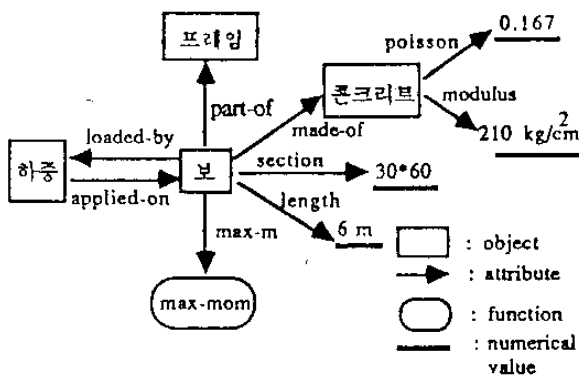 프레임
poisson
0.167
콘크리브
modulus
210 kg/cm2
part-of
made-of
loaded-by
하중
보
section
30*60
applied-on
length
6 m
max-m
max-mom
: object
: attribute
: function
: numerical
value